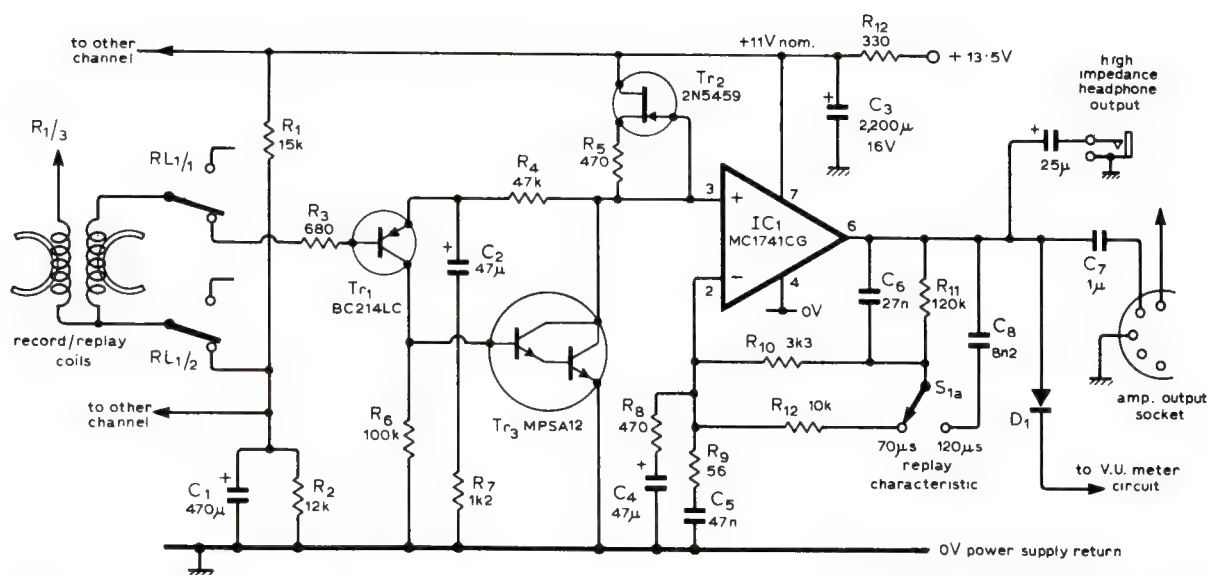 to other
channel
+11V nom.
R12
330
+ 13·5V
Tr2
2N5459
C3
2,200µ
16V
high
impedance
headphone
output
+
25µ
R1/3
RL1/1
R1
15k
R5
470
R4
47k
R3
680
3
+
7
IC1
MC1741CG
6
−
2
4
0V
+
C2
47µ
Tr1
BC214LC
C6
27n
R11
120k
C7
1µ
C8
8n2
record/replay
coils
RL1/2
R10 3k3
S1a
amp. output
socket
to other
channel
R6
100k
Tr3 MPSA12
R8
470
R12 10k
70µs
120µs
replay
characteristic
D1
R9
56
to V.U. meter
circuit
+
C1
470µ
R2
12k
R7
1k2
+
C4
47µ
C5
47n
0V power supply return